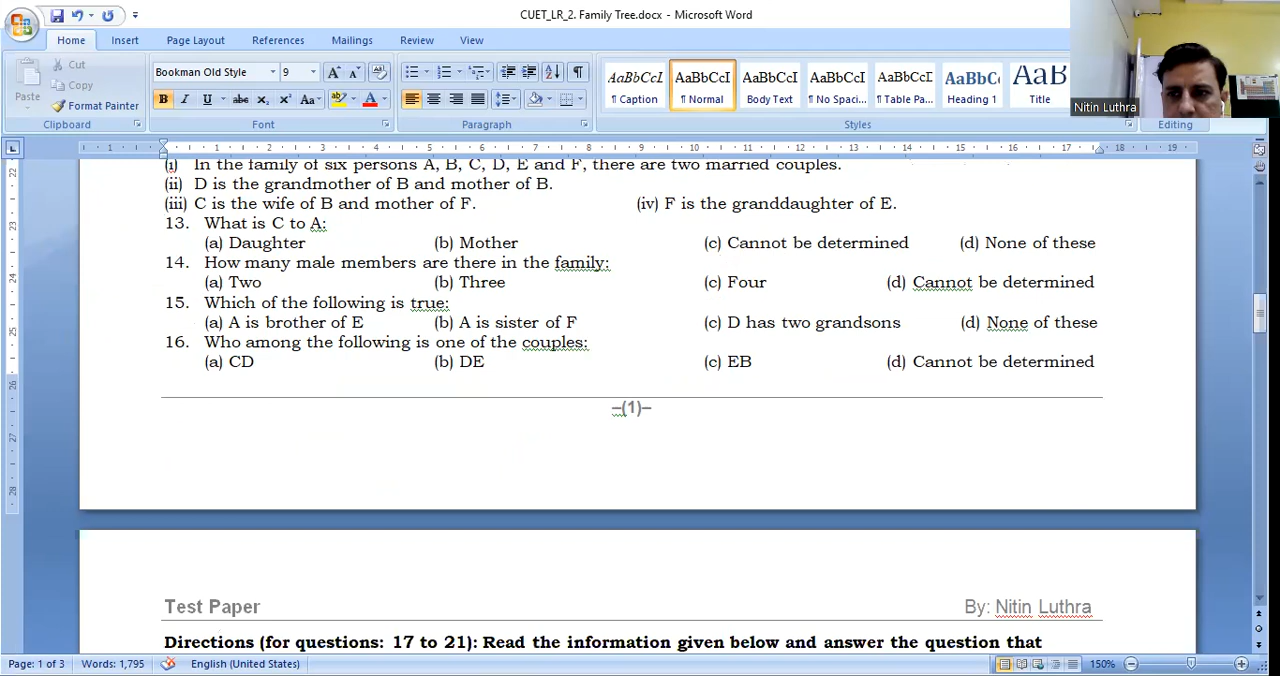 CUET_LR_2. Family Tree.docx - Microsoft Word
Home Insert Page Layout References Mailings Review View
Cut
Copy
Paste
Format Painter
Clipboard
Bookman Old Style 9
Font
Paragraph
AaBbCcL AaBbCcI AaBbCcI AaBbCcI AaBbCcD AaBbC AaB
¶ Caption ¶ Normal Body Text ¶ No Spaci... ¶ Table Pa... Heading 1 Title
Styles
Editing
Nitin Luthra
(i) In the family of six persons A, B, C, D, E and F, there are two married couples.
(ii) D is the grandmother of B and mother of B.
(iii) C is the wife of B and mother of F. (iv) F is the granddaughter of E.
13. What is C to A:
(a) Daughter (b) Mother (c) Cannot be determined (d) None of these
14. How many male members are there in the family:
(a) Two (b) Three (c) Four (d) Cannot be determined
15. Which of the following is true:
(a) A is brother of E (b) A is sister of F (c) D has two grandsons (d) None of these
16. Who among the following is one of the couples:
(a) CD (b) DE (c) EB (d) Cannot be determined
–(1)–
Test Paper By: Nitin Luthra
Directions (for questions: 17 to 21): Read the information given below and answer the question that
Page: 1 of 3 Words: 1,795 English (United States) 150%